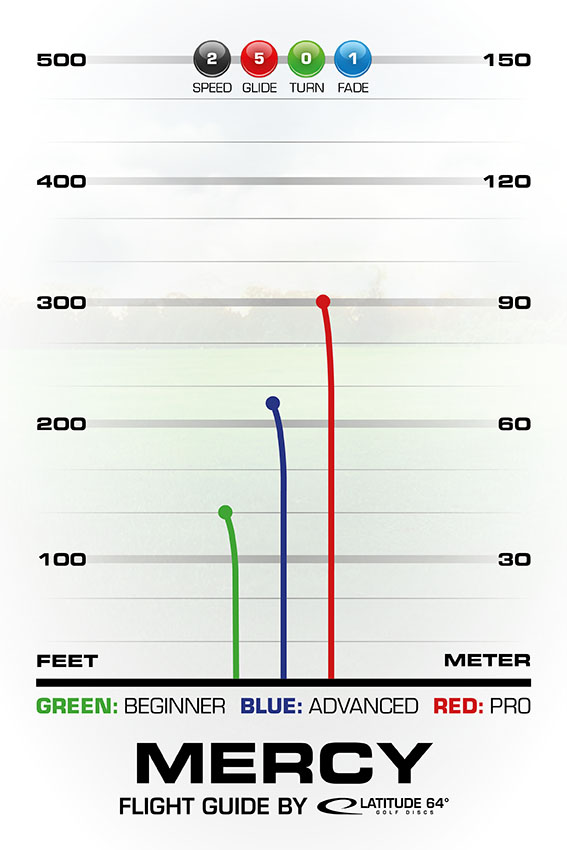 500 2 5 0 1 150
SPEED GLIDE TURN FADE
400 120
300 90
200 60
100 30
FEET METER
GREEN: BEGINNER BLUE: ADVANCED RED: PRO
MERCY
FLIGHT GUIDE BY LATITUDE 64°
GOLF DISCS